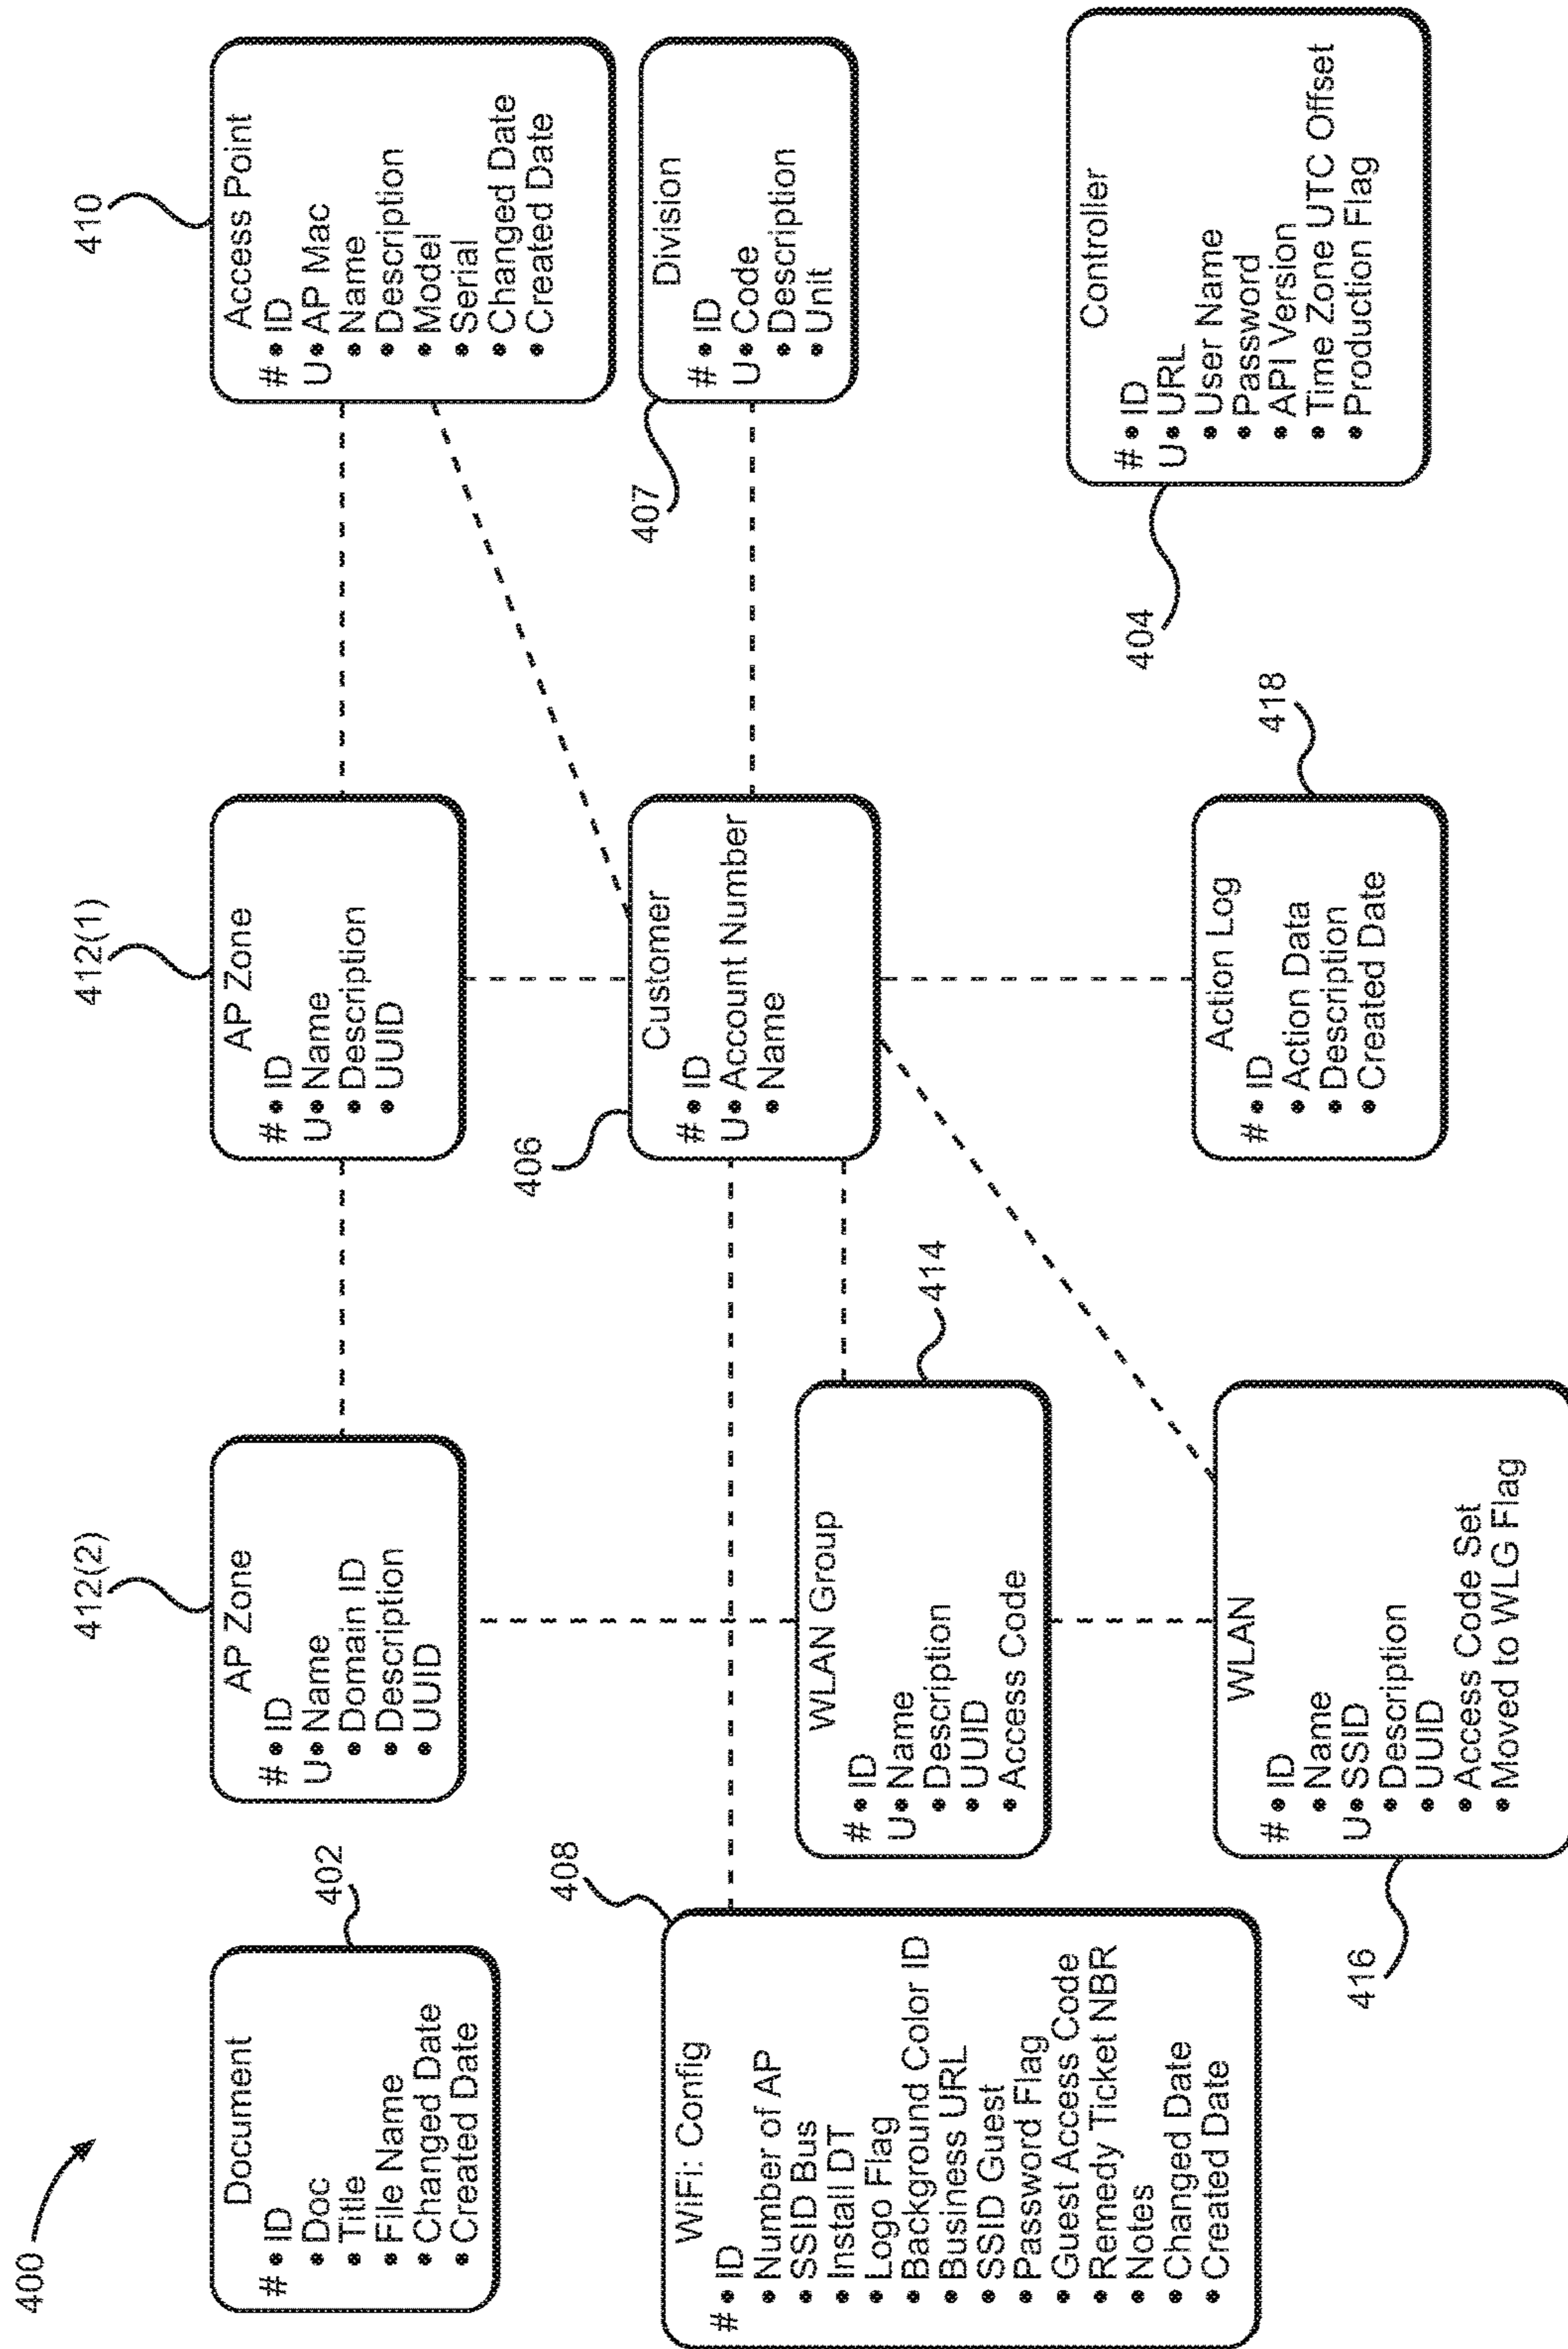 400
Document
# • ID
• Doc
• Title
• File Name
• Changed Date
• Created Date
402
412(2)
AP Zone
# • ID
U • Name
• Domain ID
• Description
• UUID
412(1)
AP Zone
# • ID
U • Name
• Description
• UUID
410
Access Point
# • ID
U • AP Mac
• Name
• Description
• Model
• Serial
• Changed Date
• Created Date
408
WiFi: Config
# • ID
• Number of AP
• SSID Bus
• Install DT
• Logo Flag
• Background Color ID
• Business URL
• SSID Guest
• Password Flag
• Guest Access Code
• Remedy Ticket NBR
• Notes
• Changed Date
• Created Date
WLAN Group
# • ID
U • Name
• Description
• UUID
• Access Code
414
406
Customer
# • ID
U • Account Number
• Name
407
Division
# • ID
U • Code
• Description
• Unit
416
WLAN
# • ID
• Name
U • SSID
• Description
• UUID
• Access Code Set
• Moved to WLG Flag
Action Log
# • ID
• Action Data
• Description
• Created Date
418
404
Controller
# • ID
U • URL
• User Name
• Password
• API Version
• Time Zone UTC Offset
• Production Flag